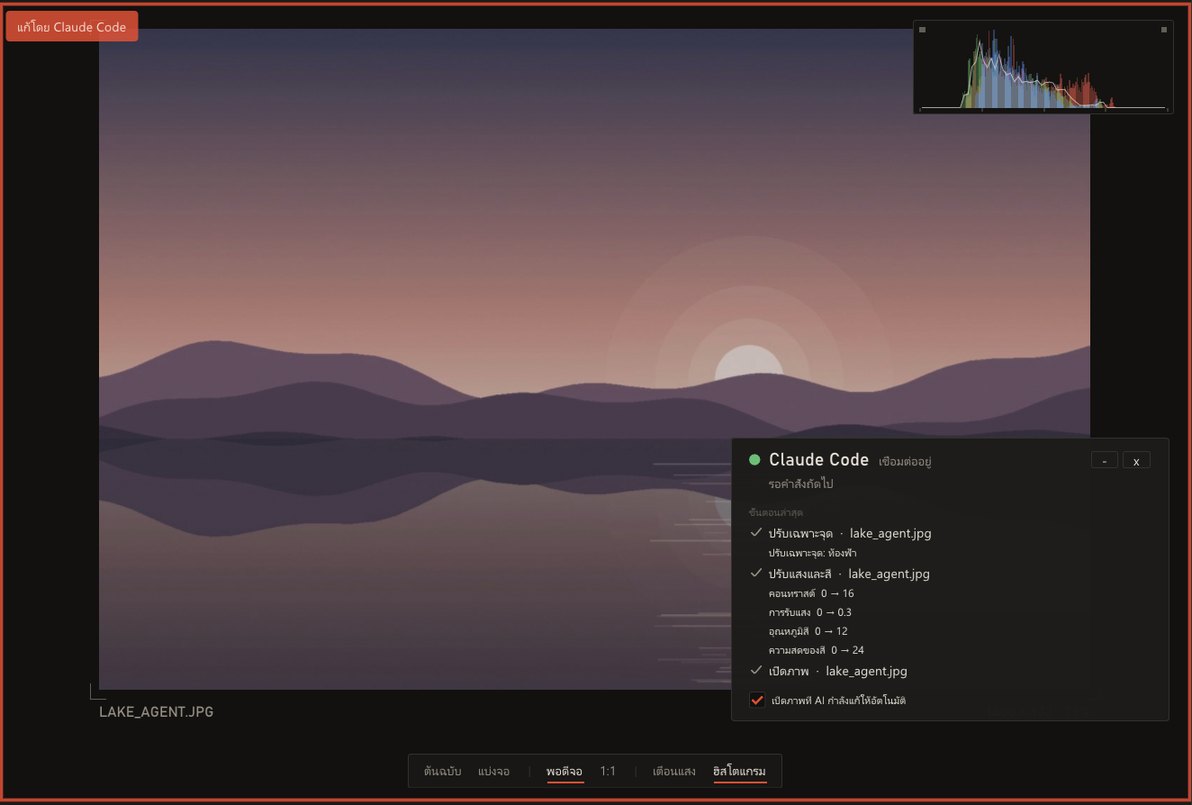 แก้โดย Claude Code
Claude Code เชื่อมต่ออยู่
- x
รอคำสั่งถัดไป
ขั้นตอนล่าสุด
ปรับเฉพาะจุด · lake_agent.jpg
ปรับเฉพาะจุด: ท้องฟ้า
ปรับแสงและสี · lake_agent.jpg
คอนทราสต์ 0 → 16
การรับแสง 0 → 0.3
อุณหภูมิสี 0 → 12
ความสดของสี 0 → 24
เปิดภาพ · lake_agent.jpg
เปิดภาพที่ AI กำลังแก้ให้อัตโนมัติ
LAKE_AGENT.JPG
ต้นฉบับ แบ่งจอ | พอดีจอ 1:1 | เตือนแสง ฮิสโตแกรม